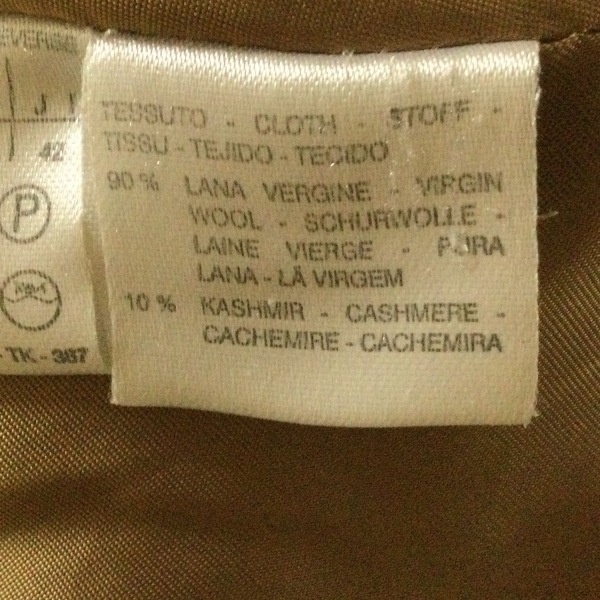 J
42
P
TK-387
TESSUTO - CLOTH - STOFF -
TISSU - TEJIDO - TECIDO
90 % LANA VERGINE - VIRGIN
WOOL - SCHURWOLLE -
LAINE VIERGE - PURA
LANA - LÃ VIRGEM
10 % KASHMIR - CASHMERE -
CACHEMIRE - CACHEMIRA